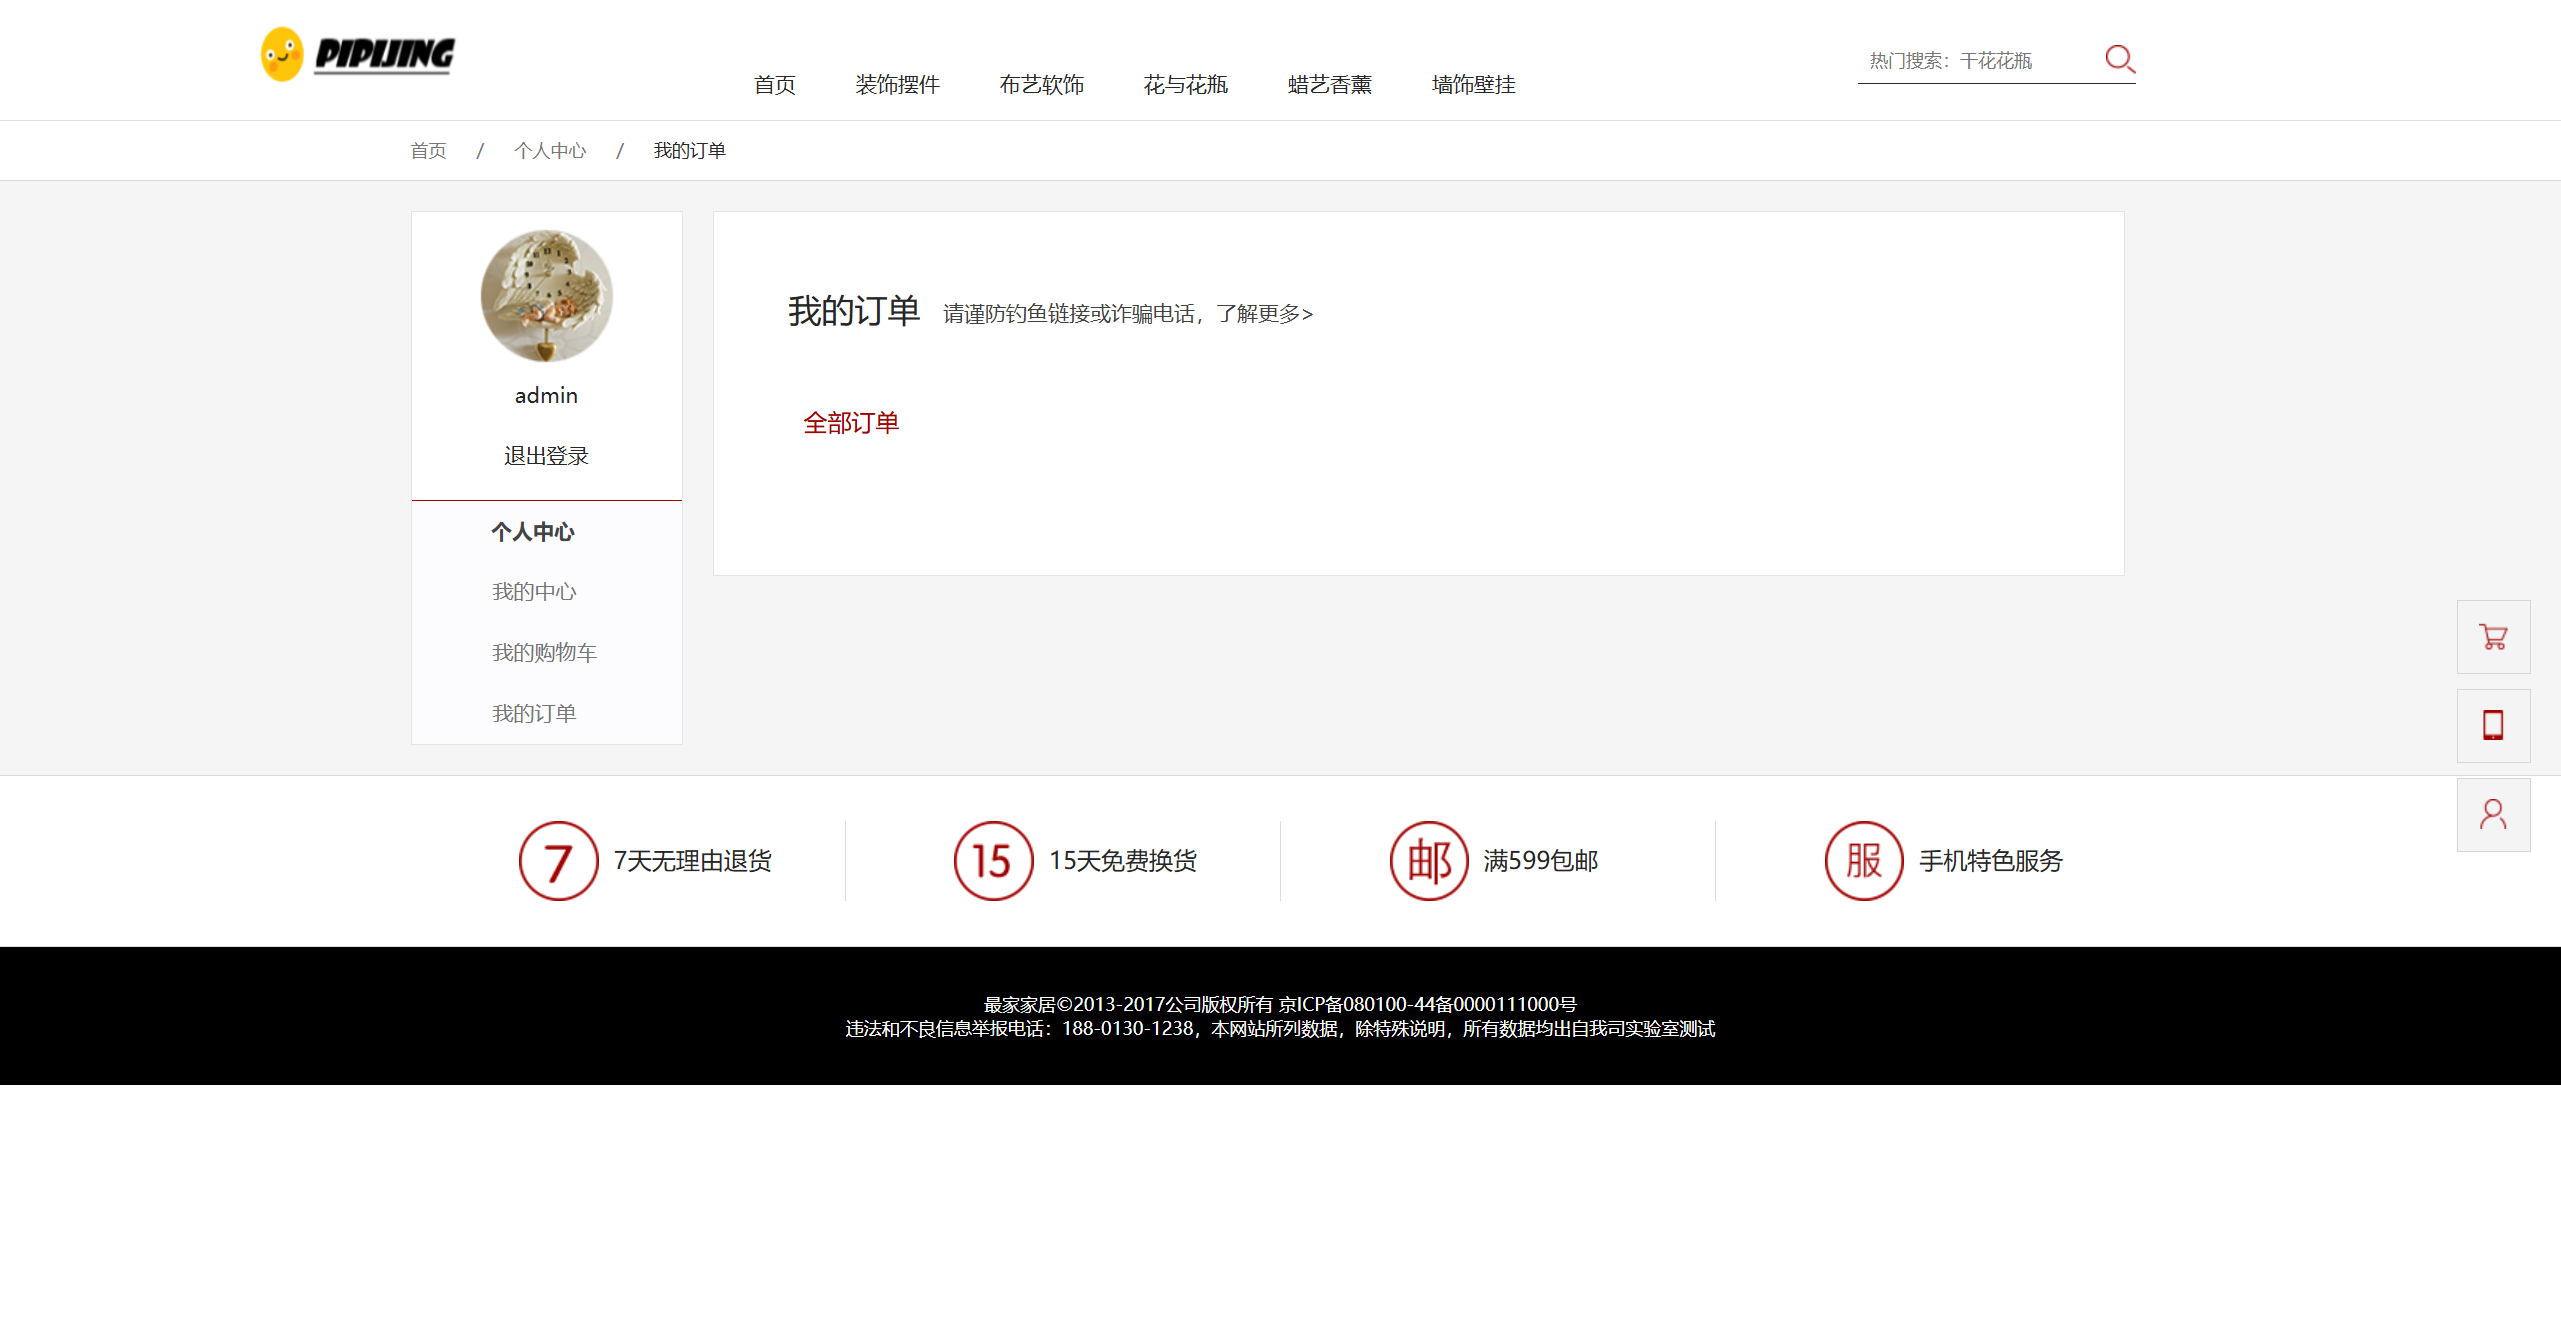 PIPIJING
首页 装饰摆件 布艺软饰 花与花瓶 蜡艺香薰 墙饰壁挂
热门搜索：干花花瓶
首页 / 个人中心 / 我的订单
admin
退出登录
个人中心
我的中心
我的购物车
我的订单
我的订单 请谨防钓鱼链接或诈骗电话，了解更多>
全部订单
7 7天无理由退货
15 15天免费换货
邮 满599包邮
服 手机特色服务
最家家居©2013-2017公司版权所有 京ICP备080100-44备0000111000号
违法和不良信息举报电话：188-0130-1238，本网站所列数据，除特殊说明，所有数据均出自我司实验室测试